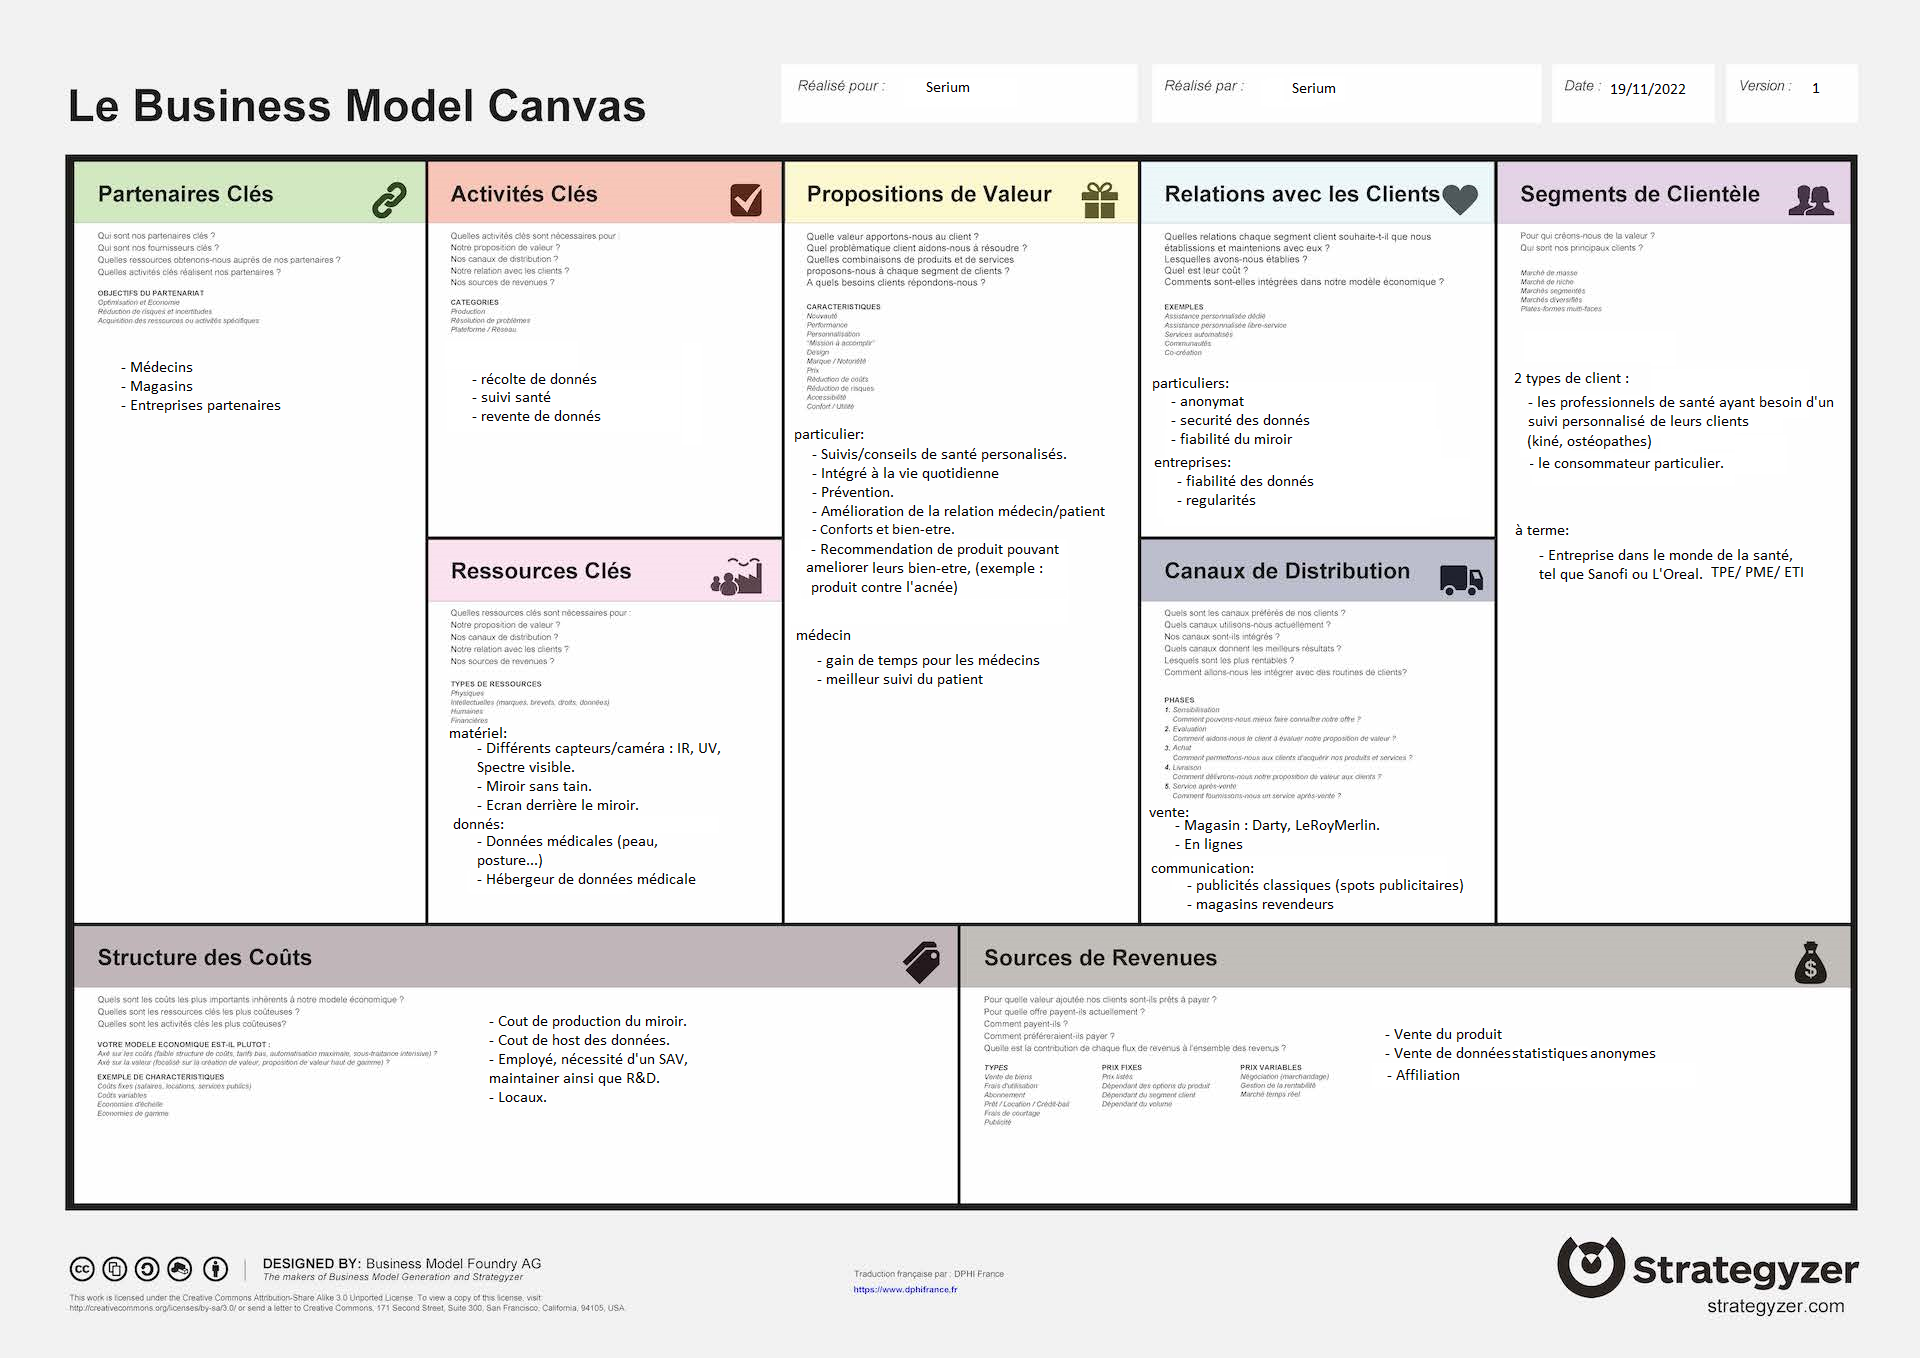 Le Business Model Canvas
Réalisé pour :
Serium
Réalisé par :
Serium
Date :
19/11/2022
Version :
1
Partenaires Clés
Qui sont nos partenaires clés ?
Qui sont nos fournisseurs clés ?
Quelles ressources obtenons-nous auprès de nos partenaires ?
Quelles activités clés réalisent nos partenaires ?
OBJECTIFS DU PARTENARIAT
Optimisation et Economie
Réduction de risques et incertitudes
Acquisition des ressources ou activités spécifiques
- Médecins
- Magasins
- Entreprises partenaires
Activités Clés
Quelles activités clés sont nécessaires pour :
Notre proposition de valeur ?
Nos canaux de distribution ?
Notre relation avec les clients ?
Nos sources de revenues ?
CATEGORIES
Production
Résolution de problèmes
Plateforme / Réseau
- récolte de donnés
- suivi santé
- revente de donnés
Ressources Clés
Quelles ressources clés sont nécessaires pour :
Notre proposition de valeur ?
Nos canaux de distribution ?
Notre relation avec les clients ?
Nos sources de revenues ?
TYPES DE RESSOURCES
Physiques
Intellectuelles (marques, brevets, droits, données)
Humaines
Financières
matériel:
- Différents capteurs/caméra : IR, UV,
Spectre visible.
- Miroir sans tain.
- Ecran derrière le miroir.
donnés:
- Données médicales (peau,
posture...)
- Hébergeur de données médicale
Propositions de Valeur
Quelle valeur apportons-nous au client ?
Quel problématique client aidons-nous à résoudre ?
Quelles combinaisons de produits et de services
proposons-nous à chaque segment de clients ?
A quels besoins clients répondons-nous ?
CARACTERISTIQUES
Nouvauté
Performance
Personnalisation
"Mission à accomplir"
Design
Marque / Notoriété
Prix
Réduction de coûts
Réduction de risques
Accessibilité
Confort / Utilité
particulier:
- Suivis/conseils de santé personalisés.
- Intégré à la vie quotidienne
- Prévention.
- Amélioration de la relation médecin/patient
- Conforts et bien-etre.
- Recommendation de produit pouvant
ameliorer leurs bien-etre, (exemple :
produit contre l'acnée)
médecin
- gain de temps pour les médecins
- meilleur suivi du patient
Relations avec les Clients
Quelles relations chaque segment client souhaite-t-il que nous
établissions et maintenions avec eux ?
Lesquelles avons-nous établies ?
Quel est leur coût ?
Comments sont-elles intégrées dans notre modèle économique ?
EXEMPLES
Assistance personnalisée dédié
Assistance personnalisée libre-service
Services automatisés
Communautés
Co-création
particuliers:
- anonymat
- securité des donnés
- fiabilité du miroir
entreprises:
- fiabilité des donnés
- regularités
Canaux de Distribution
Quels sont les canaux préférés de nos clients ?
Quels canaux utilisons-nous actuellement ?
Nos canaux sont-ils intégrés ?
Quels canaux donnent les meilleurs résultats ?
Lesquels sont les plus rentables ?
Comment allons-nous les intégrer avec des routines de clients?
PHASES
1. Sensibilisation
Comment pouvons-nous mieux faire connaître notre offre ?
2. Evaluation
Comment aidons-nous le client à évaluer notre proposition de valeur ?
3. Achat
Comment permettons-nous aux clients d'acquérir nos produits et services ?
4. Livraison
Comment délivrons-nous notre proposition de valeur aux clients ?
5. Service après-vente
Comment fournissons-nous un service après-vente ?
vente:
- Magasin : Darty, LeRoyMerlin.
- En lignes
communication:
- publicités classiques (spots publicitaires)
- magasins revendeurs
Segments de Clientèle
Pour qui créons-nous de la valeur ?
Qui sont nos principaux clients ?
Marché de masse
Marché de niche
Marchés segmentés
Marchés diversifiés
Plates-formes multi-faces
2 types de client :
- les professionnels de santé ayant besoin d'un
suivi personnalisé de leurs clients
(kiné, ostéopathes)
- le consommateur particulier.
à terme:
- Entreprise dans le monde de la santé,
tel que Sanofi ou L'Oreal. TPE/ PME/ ETI
Structure des Coûts
Quels sont les coûts les plus importants inhérents à notre modele économique ?
Quelles sont les ressources clés les plus coûteuses ?
Quelles sont les activités clés les plus coûteuses?
VOTRE MODELE ECONOMIQUE EST-IL PLUTOT :
Axé sur les coûts (faible structure de coûts, tarifs bas, automatisation maximale, sous-traitance intensive) ?
Axé sur la valeur (focalisé sur la création de valeur, proposition de valeur haut de gamme) ?
EXEMPLE DE CHARACTERISTIQUES
Coûts fixes (salaires, locations, services publics)
Coûts variables
Economies d'échelle
Economies de gamme
- Cout de production du miroir.
- Cout de host des données.
- Employé, nécessité d'un SAV,
maintainer ainsi que R&D.
- Locaux.
Sources de Revenues
Pour quelle valeur ajoutée nos clients sont-ils prêts à payer ?
Pour quelle offre payent-ils actuellement ?
Comment payent-ils ?
Comment préféreraient-ils payer ?
Quelle est la contribution de chaque flux de revenus à l'ensemble des revenus ?
TYPES
Vente de biens
Frais d'utilisation
Abonnement
Prêt / Location / Crédit-bail
Frais de courtage
Publicité
PRIX FIXES
Prix listés
Dépendant des options du produit
Dépendant du segment client
Dépendant du volume
PRIX VARIABLES
Négociation (marchandage)
Gestion de la rentabilité
Marché temps réel
- Vente du produit
- Vente de données statistiques anonymes
- Affiliation
DESIGNED BY: Business Model Foundry AG
The makers of Business Model Generation and Strategyzer
This work is licensed under the Creative Commons Attribution-Share Alike 3.0 Unported License. To view a copy of this license, visit:
http://creativecommons.org/licenses/by-sa/3.0/ or send a letter to Creative Commons, 171 Second Street, Suite 300, San Francisco, California, 94105, USA.
Traduction française par : DPHI France
https://www.dphifrance.fr
Strategyzer
strategyzer.com